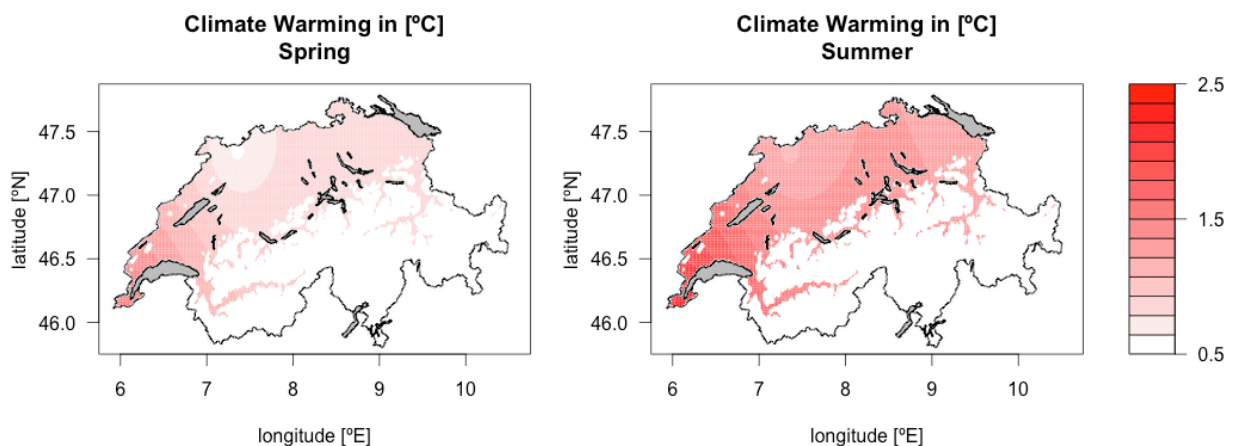 Climate Warming in [ºC]
Spring
47.5
47.0
46.5
46.0
latitude [ºN]
6 7 8 9 10
longitude [ºE]
Climate Warming in [ºC]
Summer
47.5
47.0
46.5
46.0
latitude [ºN]
6 7 8 9 10
longitude [ºE]
2.5
1.5
0.5